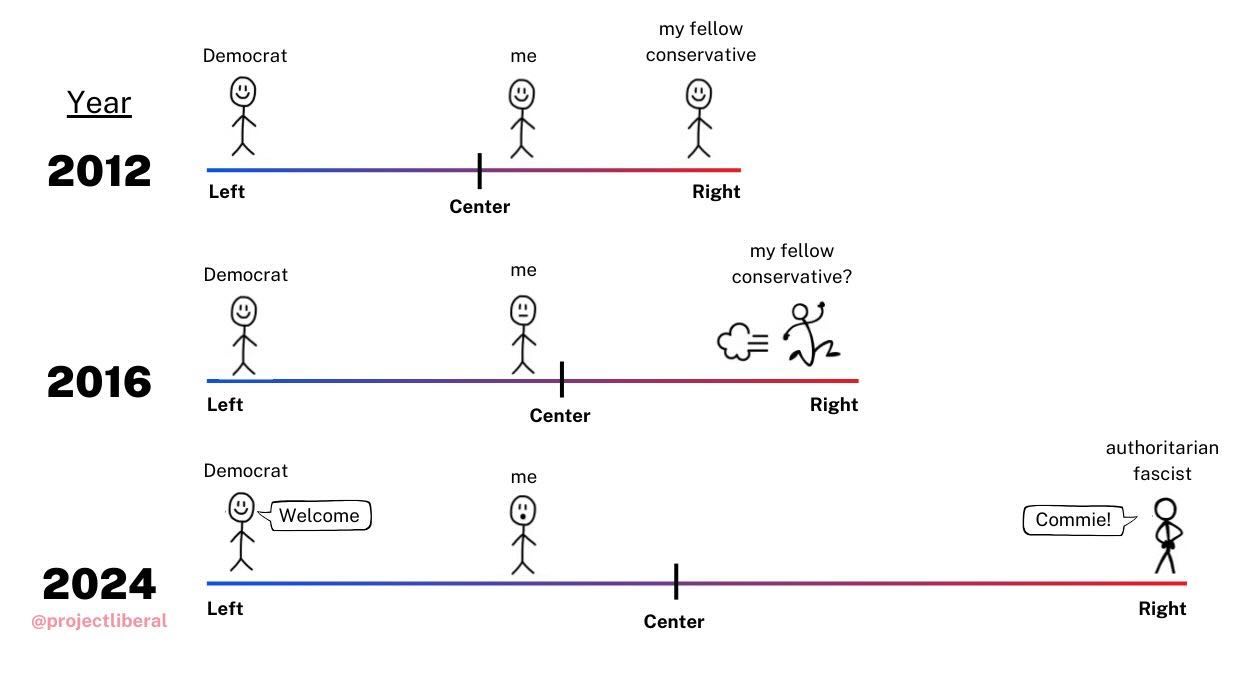 Democrat
me
my fellow
conservative
Year
2012
Left
Center
Right
Democrat
me
my fellow
conservative?
2016
Left
Center
Right
Democrat
me
authoritarian
fascist
Welcome
Commie!
2024
@projectliberal
Left
Center
Right